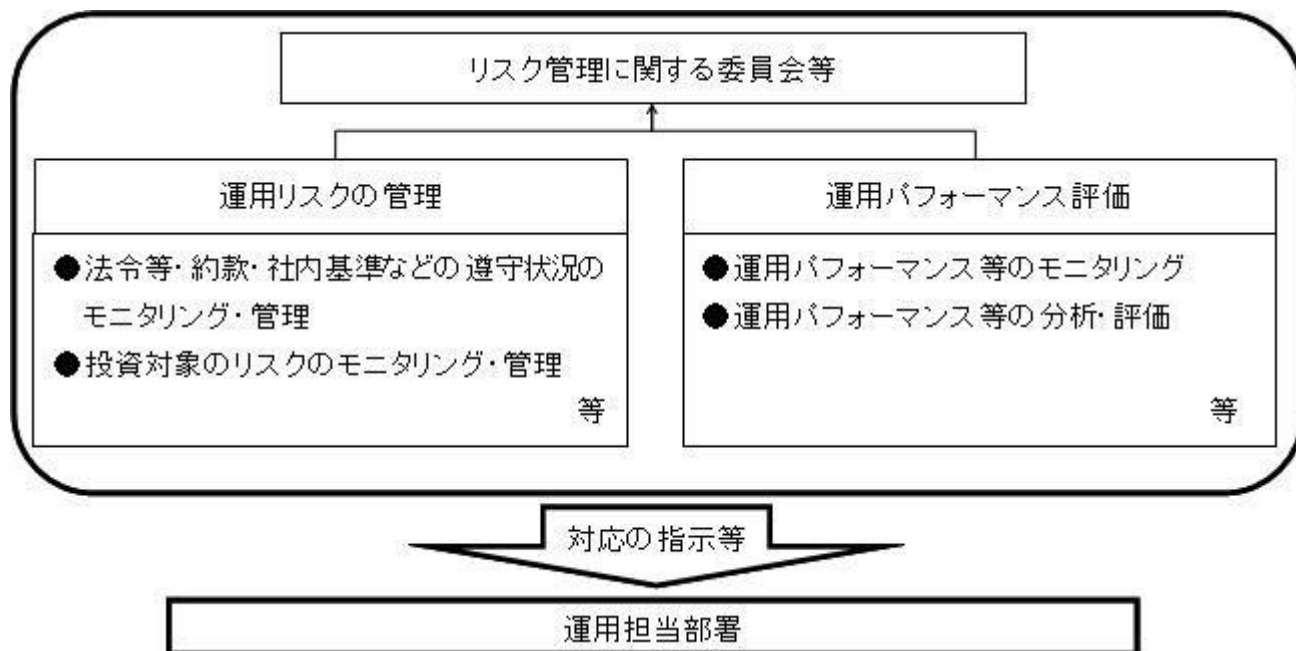 リスク管理に関する委員会等
運用リスクの管理
●法令等・約款・社内基準などの遵守状況の
モニタリング・管理
●投資対象のリスクのモニタリング・管理
等
運用パフォーマンス評価
●運用パフォーマンス等のモニタリング
●運用パフォーマンス等の分析・評価
等
対応の指示等
運用担当部署